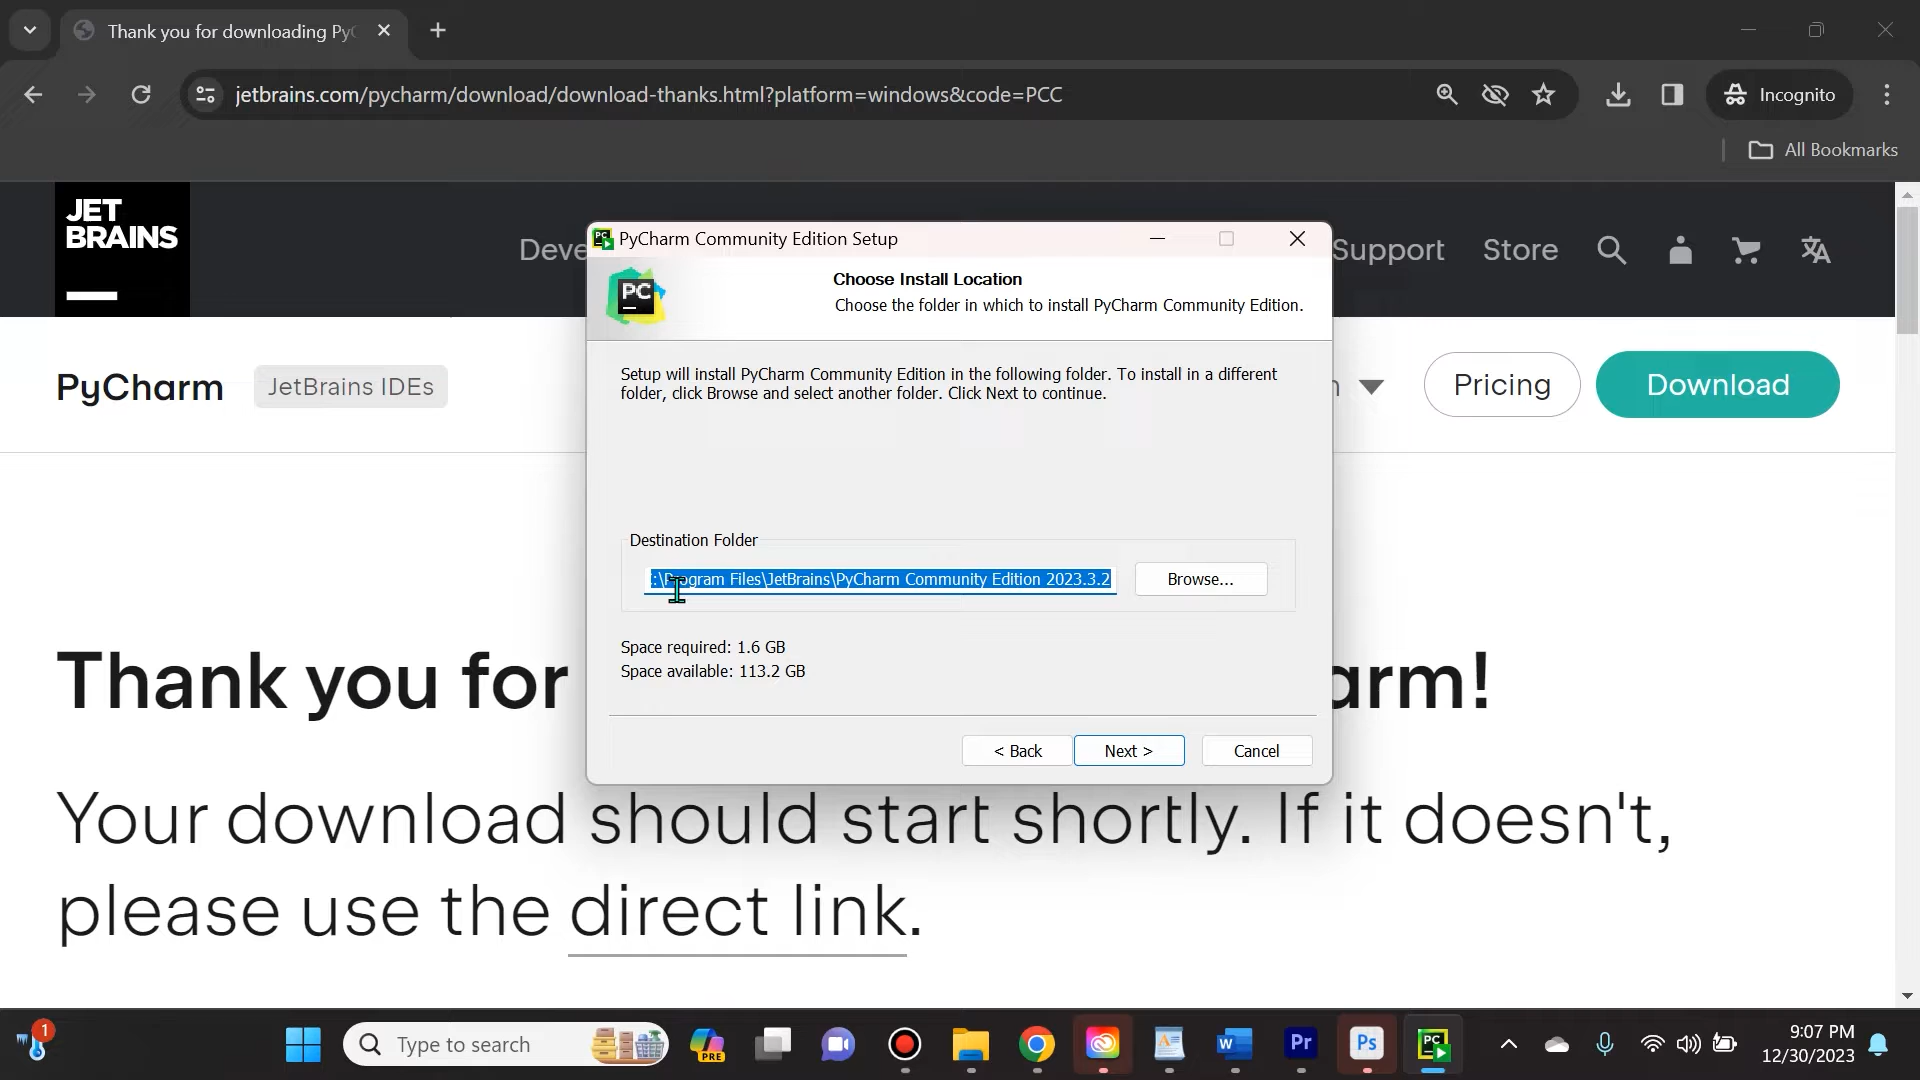 Thank you for downloading Py
jetbrains.com/pycharm/download/download-thanks.html?platform=windows&code=PCC
Incognito
All Bookmarks
JET
BRAINS
Deve
Support
Store
PyCharm Community Edition Setup
Choose Install Location
Choose the folder in which to install PyCharm Community Edition.
PC
PyCharm
JetBrains IDEs
Pricing
Download
Setup will install PyCharm Community Edition in the following folder. To install in a different
folder, click Browse and select another folder. Click Next to continue.
Destination Folder
:\Program Files\JetBrains\PyCharm Community Edition 2023.3.2
Browse...
Space required: 1.6 GB
Space available: 113.2 GB
< Back
Next >
Cancel
Thank you for
arm!
Your download should start shortly. If it doesn't,
please use the direct link.
1
Type to search
PRE
W
Pr
Ps
PC
9:07 PM
12/30/2023